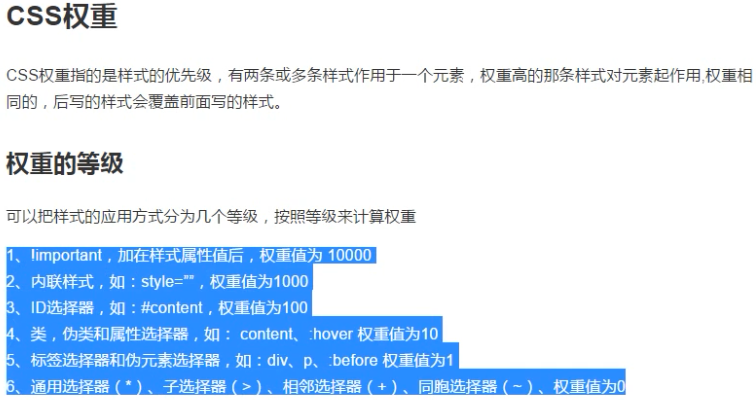 CSS权重
CSS权重指的是样式的优先级，有两条或多条样式作用于一个元素，权重高的那条样式对元素起作用,权重相
同的，后写的样式会覆盖前面写的样式。
权重的等级
可以把样式的应用方式分为几个等级，按照等级来计算权重
1、!important，加在样式属性值后，权重值为 10000
2、内联样式，如：style=””，权重值为1000
3、ID选择器，如：#content，权重值为100
4、类，伪类和属性选择器，如： content、:hover 权重值为10
5、标签选择器和伪元素选择器，如：div、p、:before 权重值为1
6、通用选择器（*）、子选择器（>）、相邻选择器（+）、同胞选择器（~）、权重值为0